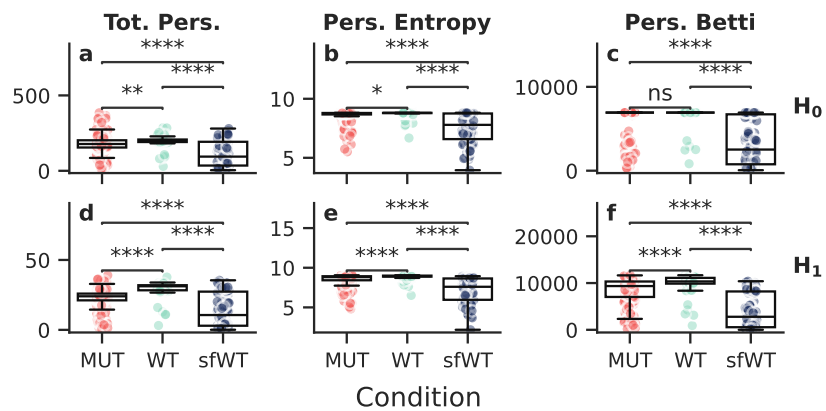 Tot. Pers.
Pers. Entropy
Pers. Betti
a
****
**
****
500
0
b
****
*
****
10
5
c
****
ns
****
10000
0
H0
d
****
****
****
50
0
MUT
WT
sfWT
e
****
****
****
15
10
5
MUT
WT
sfWT
f
****
****
****
20000
10000
0
MUT
WT
sfWT
H1
Condition